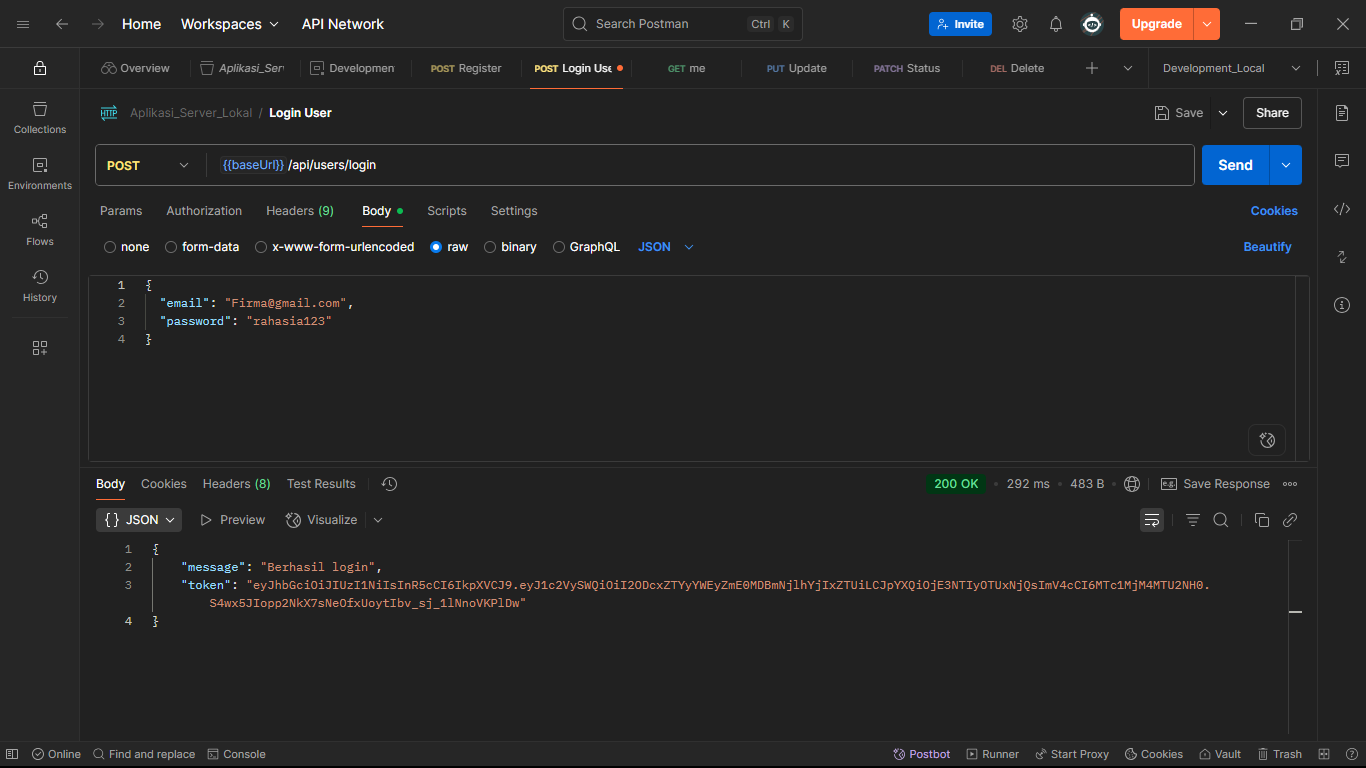 Home Workspaces API Network Search Postman Ctrl K Invite Upgrade
Overview Aplikasi_Ser Developmen POST Register POST Login Use GET me PUT Update PATCH Status DEL Delete Development_Local
HTTP Aplikasi_Server_Lokal / Login User Save Share
Collections
Environments
Flows
History
POST {{baseUrl}} /api/users/login Send
Params Authorization Headers (9) Body Scripts Settings Cookies
none form-data x-www-form-urlencoded raw binary GraphQL JSON Beautify
1 {
2 "email": "Firma@gmail.com",
3 "password": "rahasia123"
4 }
Body Cookies Headers (8) Test Results 200 OK 292 ms 483 B e.g. Save Response
{} JSON Preview Visualize
1 {
2 "message": "Berhasil login",
3 "token": "eyJhbGciOiJIUzI1NiIsInR5cCI6IkpXVCJ9.eyJ1c2VySWQiOiI2ODcxZTYyYWEyZmE0MDBmNjlhYjIxZTUiLCJpYXQiOjE3NTIyOTUxNjQsImV4cCI6MTc1MjM4MTU2NH0.
S4wx5JIopp2NkX7sNeOfxUoytIbv_sj_1lNnoVKPlDw"
4 }
Online Find and replace Console Postbot Runner Start Proxy Cookies Vault Trash